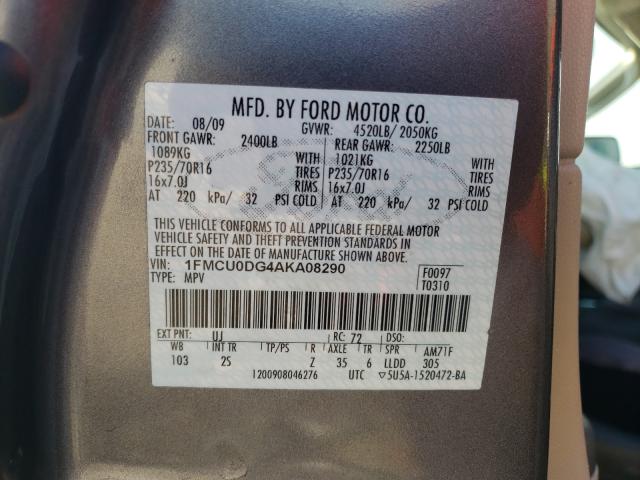 MFD. BY FORD MOTOR CO.
DATE: 08/09 GVWR: 4520LB/ 2050KG
FRONT GAWR: 2400LB REAR GAWR: 2250LB
1089KG WITH 1021KG WITH
P235/70R16 TIRES P235/70R16 TIRES
16x7.0J RIMS 16x7.0J RIMS
AT 220 kPa/ 32 PSI COLD AT 220 kPa/ 32 PSI COLD
THIS VEHICLE CONFORMS TO ALL APPLICABLE FEDERAL MOTOR
VEHICLE SAFETY AND THEFT PREVENTION STANDARDS IN
EFFECT ON THE DATE OF MANUFACTURE SHOWN ABOVE.
VIN: 1FMCU0DG4AKA08290 F0097
TYPE: MPV T0310
EXT PNT: UJ RC: 72 DSO:
WB INT TR TP/PS R AXLE TR SPR AM71F
103 2S Z 35 6 LLDD 305
1200908046276 UTC 5U5A-1520472-BA